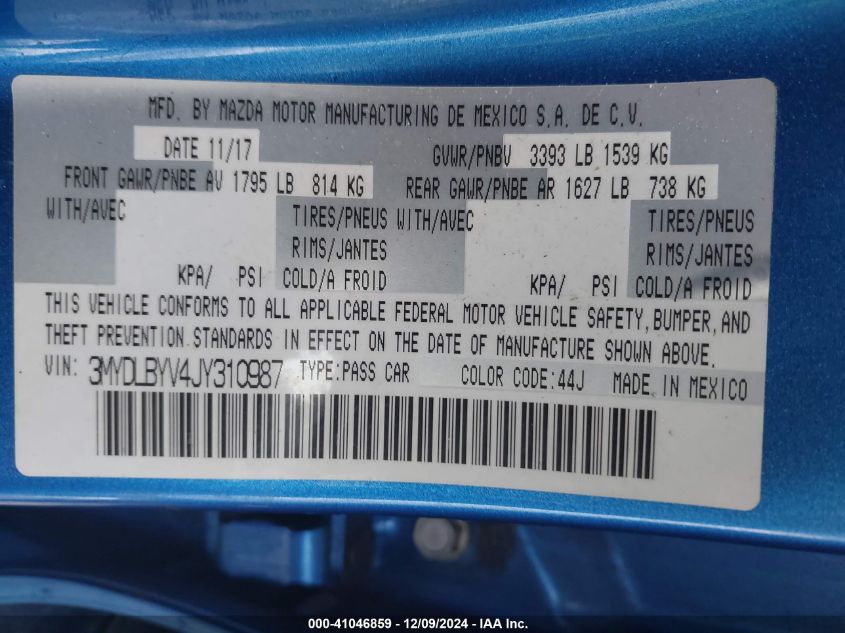 MFD. BY MAZDA MOTOR MANUFACTURING DE MEXICO S.A. DE C.V.
DATE 11/17 GVWR/PNBV 3393 LB 1539 KG
FRONT GAWR/PNBE AV 1795 LB 814 KG REAR GAWR/PNBE AR 1627 LB 738 KG
WITH/AVEC TIRES/PNEUS WITH/AVEC TIRES/PNEUS
RIMS/JANTES RIMS/JANTES
KPA/ PSI COLD/A FROID KPA/ PSI COLD/A FROID
THIS VEHICLE CONFORMS TO ALL APPLICABLE FEDERAL MOTOR VEHICLE SAFETY, BUMPER, AND
THEFT PREVENTION STANDARDS IN EFFECT ON THE DATE OF MANUFACTURE SHOWN ABOVE.
VIN: 3MYDLBYV4JY310987 TYPE:PASS CAR COLOR CODE:44J MADE IN MEXICO
000-41046859 - 12/09/2024 - IAA Inc.